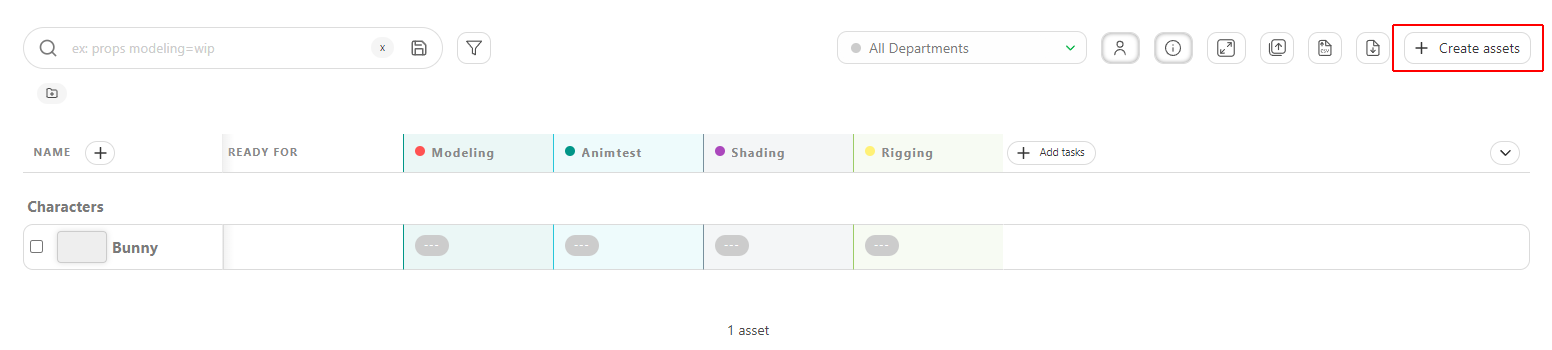 ex: props modeling=wip
x
All Departments
CSV
Create assets
NAME
READY FOR
Modeling
Animtest
Shading
Rigging
Add tasks
Characters
Bunny
---
---
---
---
1 asset